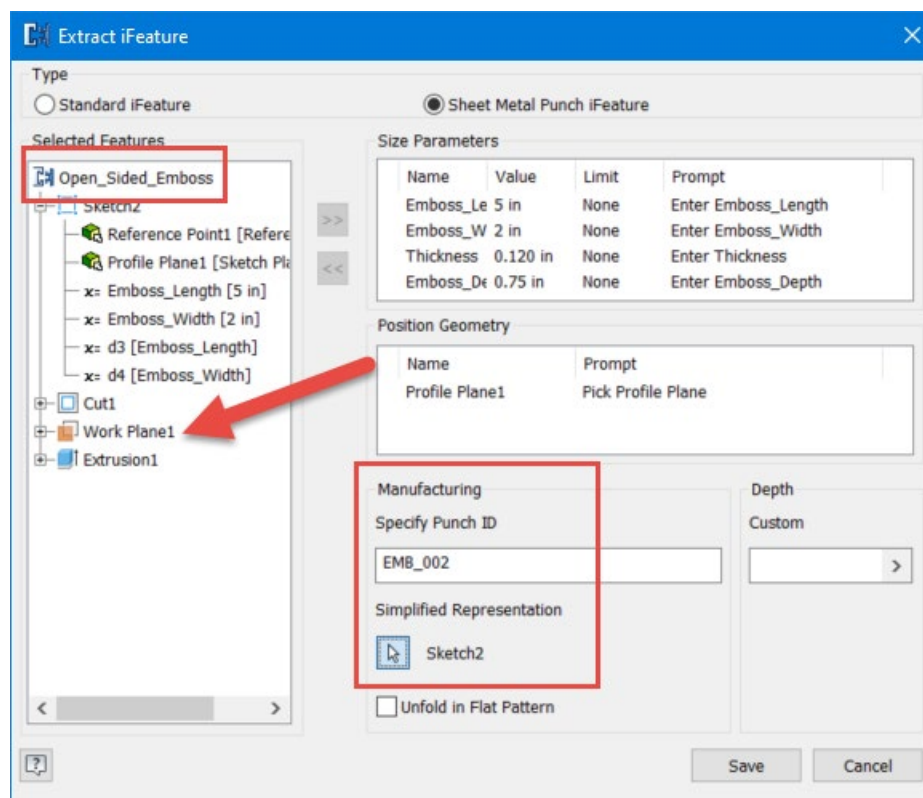 Extract iFeature
Type
Standard iFeature
Sheet Metal Punch iFeature
Selected Features
Open_Sided_Emboss
Sketch2
Reference Point1 [Refere
Profile Plane1 [Sketch Pla
x= Emboss_Length [5 in]
x= Emboss_Width [2 in]
x= d3 [Emboss_Length]
x= d4 [Emboss_Width]
Cut1
Work Plane1
Extrusion1
>>
<<
Size Parameters
Name Value Limit Prompt
Emboss_Le 5 in None Enter Emboss_Length
Emboss_W 2 in None Enter Emboss_Width
Thickness 0.120 in None Enter Thickness
Emboss_De 0.75 in None Enter Emboss_Depth
Position Geometry
Name Prompt
Profile Plane1 Pick Profile Plane
Manufacturing
Specify Punch ID
EMB_002
Simplified Representation
Sketch2
Unfold in Flat Pattern
Depth
Custom
Save
Cancel